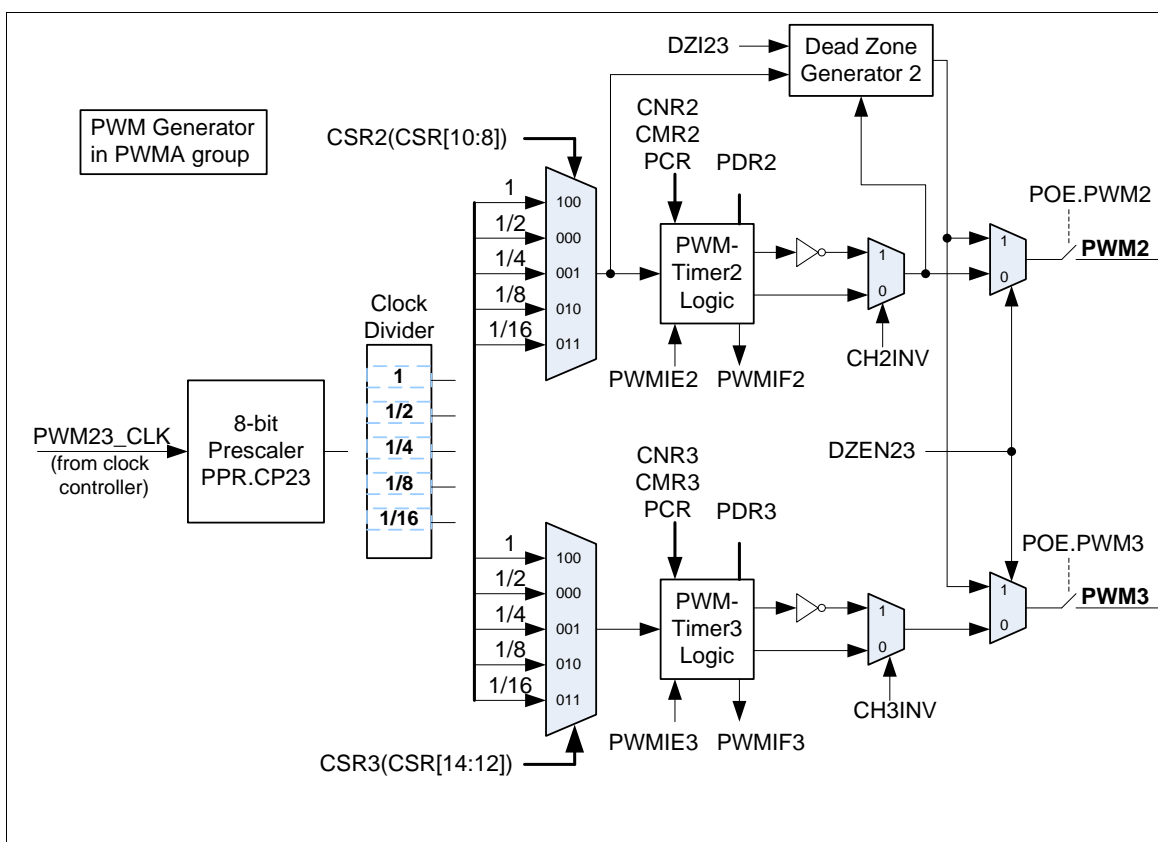 DZI23
Dead Zone
Generator 2
PWM Generator
in PWMA group
CNR2
CMR2
PCR
PDR2
CSR2(CSR[10:8])
1
1/2
1/4
1/8
1/16
100
000
001
010
011
PWM-
Timer2
Logic
1
0
1
0
POE.PWM2
PWM2
PWMIE2
PWMIF2
CH2INV
Clock
Divider
1
1/2
1/4
1/8
1/16
PWM23_CLK
(from clock
controller)
8-bit
Prescaler
PPR.CP23
DZEN23
CNR3
CMR3
PCR
PDR3
1
1/2
1/4
1/8
1/16
100
000
001
010
011
PWM-
Timer3
Logic
1
0
1
0
POE.PWM3
PWM3
PWMIE3
PWMIF3
CH3INV
CSR3(CSR[14:12])